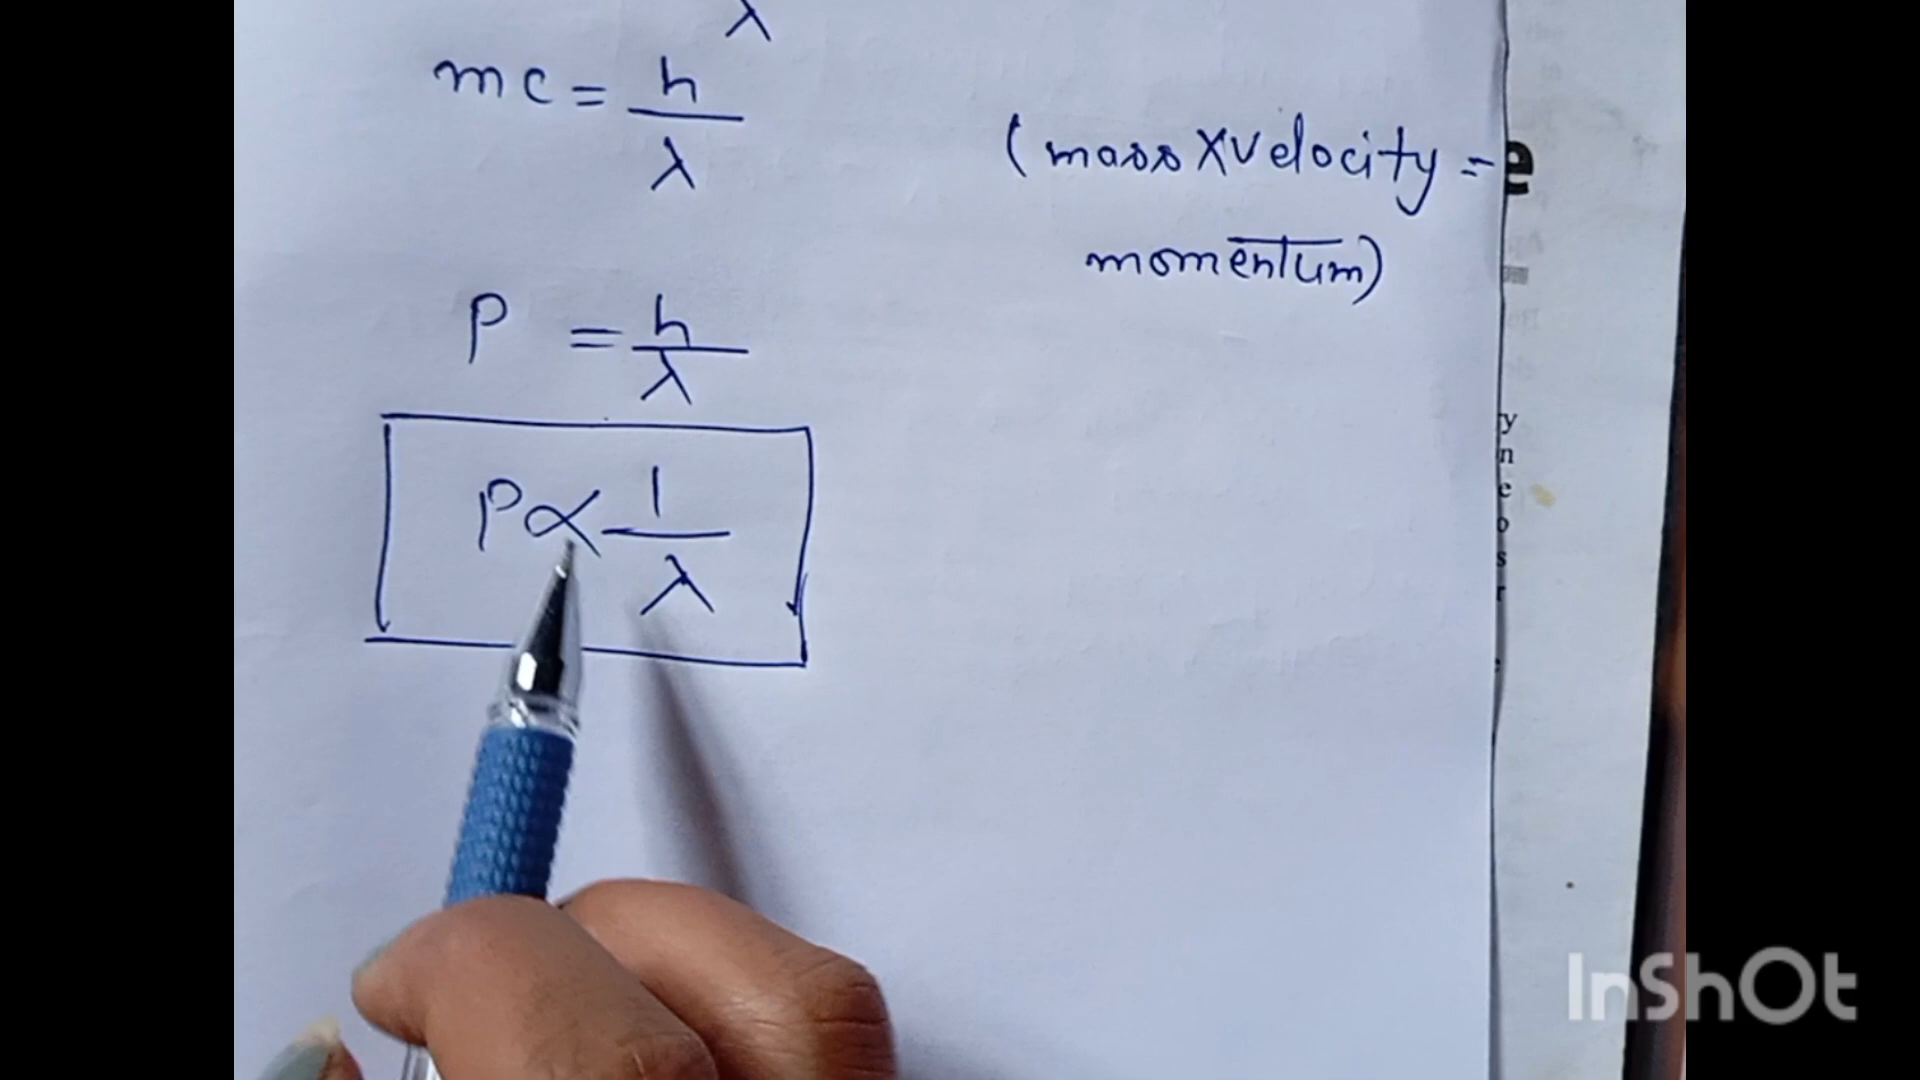 λ
mc = h/λ
(mass x velocity =
momentum)
P = h/λ
P ∝ 1/λ
e
y
n
e
o
s
r
InShOt